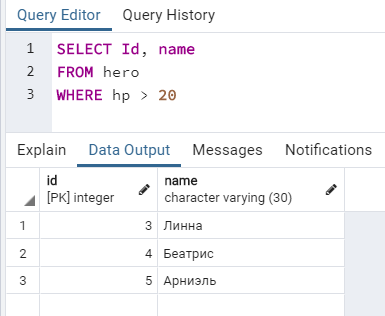 Query Editor Query History
1 SELECT Id, name
2 FROM hero
3 WHERE hp > 20
Explain Data Output Messages Notifications
id name
[PK] integer character varying (30)
1 3 Линна
2 4 Беатрис
3 5 Арниэль